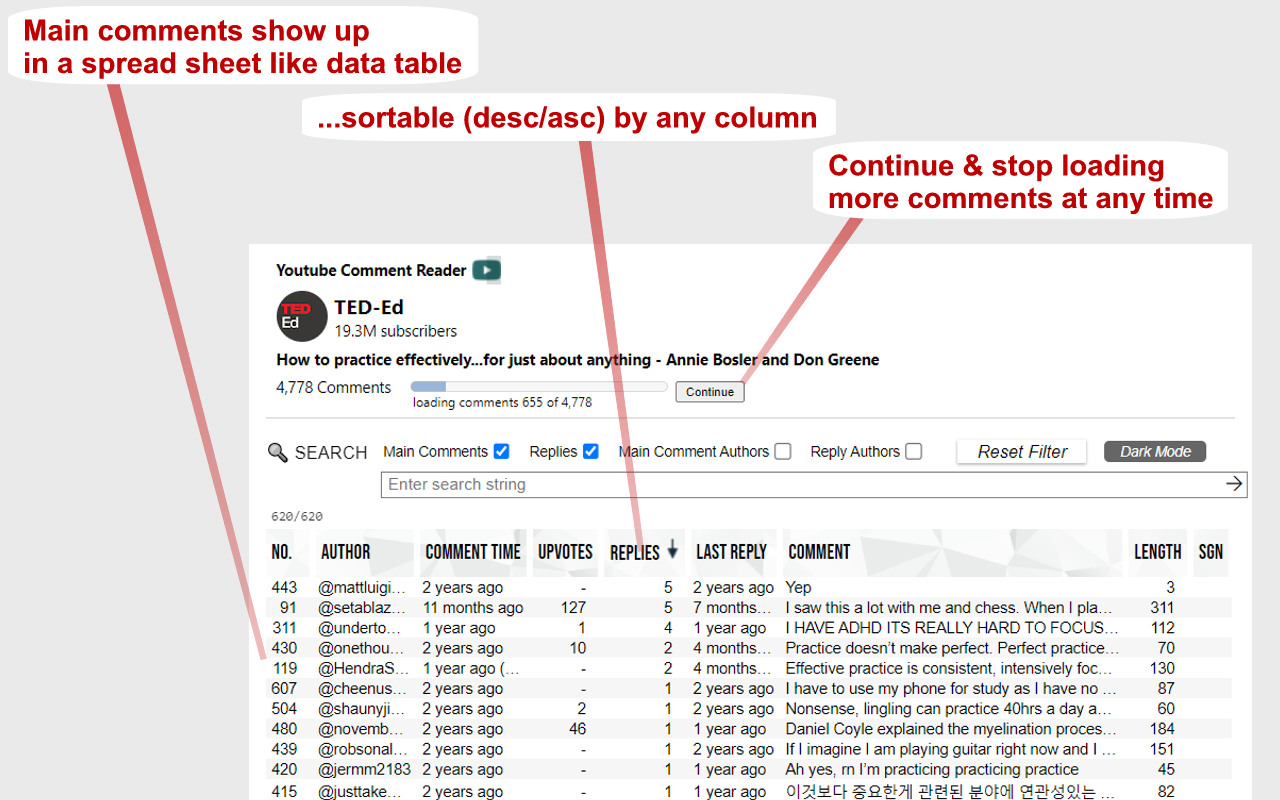 Main comments show up
in a spread sheet like data table
...sortable (desc/asc) by any column
Continue & stop loading
more comments at any time
Youtube Comment Reader
TED
Ed
TED-Ed
19.3M subscribers
How to practice effectively...for just about anything - Annie Bosler and Don Greene
4,778 Comments
Continue
loading comments 655 of 4,778
SEARCH Main Comments Replies Main Comment Authors Reply Authors Reset Filter Dark Mode
Enter search string
620/620
NO. AUTHOR COMMENT TIME UPVOTES REPLIES LAST REPLY COMMENT LENGTH SGN
443 @mattluigi... 2 years ago - 5 2 years ago Yep 3
91 @setablaz... 11 months ago 127 5 7 months... I saw this a lot with me and chess. When I pla... 311
311 @underto... 1 year ago 1 4 1 year ago I HAVE ADHD ITS REALLY HARD TO FOCUS... 112
430 @onethou... 2 years ago 10 2 4 months... Practice doesn't make perfect. Perfect practice... 70
119 @HendraS... 1 year ago (... - 2 4 months... Effective practice is consistent, intensively foc... 130
607 @cheenus... 2 years ago - 1 2 years ago I have to use my phone for study as I have no ... 87
504 @shaunyji... 2 years ago 2 1 2 years ago Nonsense, lingling can practice 40hrs a day a... 60
480 @novemb... 2 years ago 46 1 1 year ago Daniel Coyle explained the myelination proces... 184
439 @robsonal... 2 years ago - 1 2 years ago If I imagine I am playing guitar right now and I ... 151
420 @jermm2183 2 years ago - 1 1 year ago Ah yes, rn I'm practicing practicing practice 45
415 @justtake... 2 years ago - 1 1 year ago 이것보다 중요한게 관련된 분야에 연관성있는 ... 82